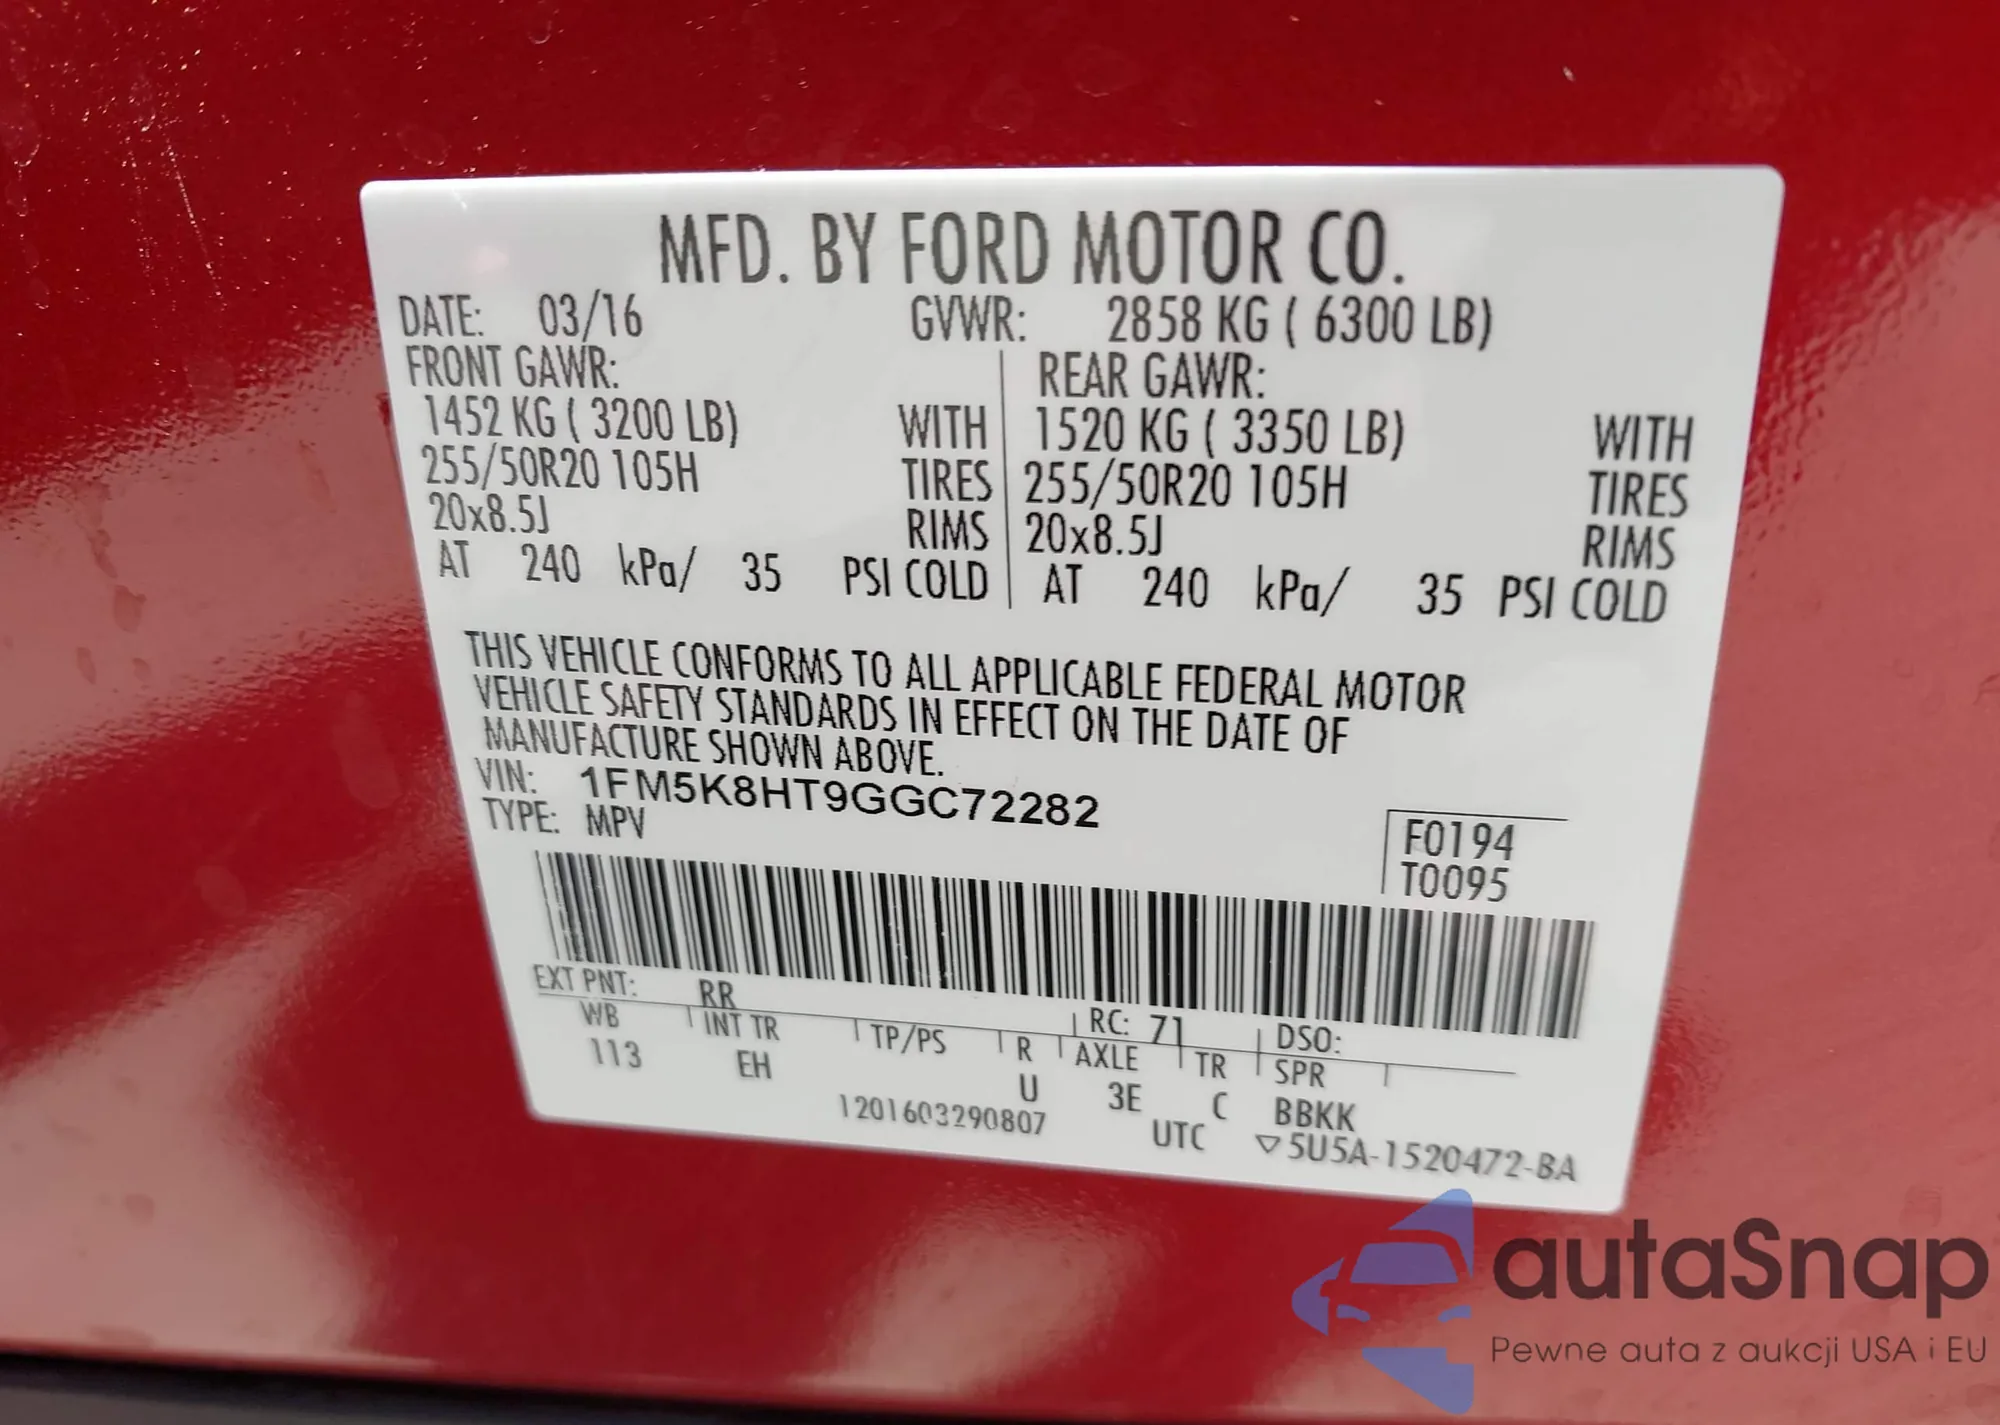 MFD. BY FORD MOTOR CO.
DATE: 03/16 GVWR: 2858 KG ( 6300 LB)
FRONT GAWR: REAR GAWR:
1452 KG ( 3200 LB) WITH 1520 KG ( 3350 LB) WITH
255/50R20 105H TIRES 255/50R20 105H TIRES
20x8.5J RIMS 20x8.5J RIMS
AT 240 kPa/ 35 PSI COLD AT 240 kPa/ 35 PSI COLD
THIS VEHICLE CONFORMS TO ALL APPLICABLE FEDERAL MOTOR
VEHICLE SAFETY STANDARDS IN EFFECT ON THE DATE OF
MANUFACTURE SHOWN ABOVE.
VIN: 1FM5K8HT9GGC72282
TYPE: MPV
F0194
T0095
EXT PNT: RR RC: 71 DSO:
WB INT TR TP/PS R AXLE TR SPR
113 EH U 3E C BBKK
1201603290807 UTC ▽5U5A-1520472-BA
autaSnap
Pewne auta z aukcji USA i EU